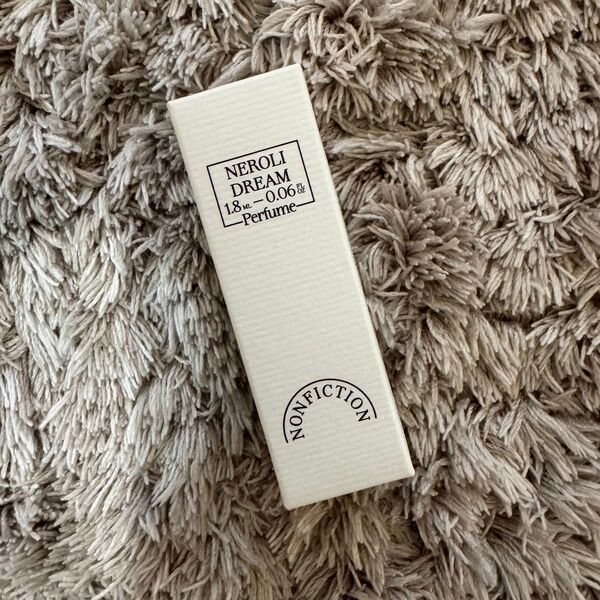 NEROLI
DREAM
1.8 ML – 0.06 FL OZ
Perfume
NONFICTION